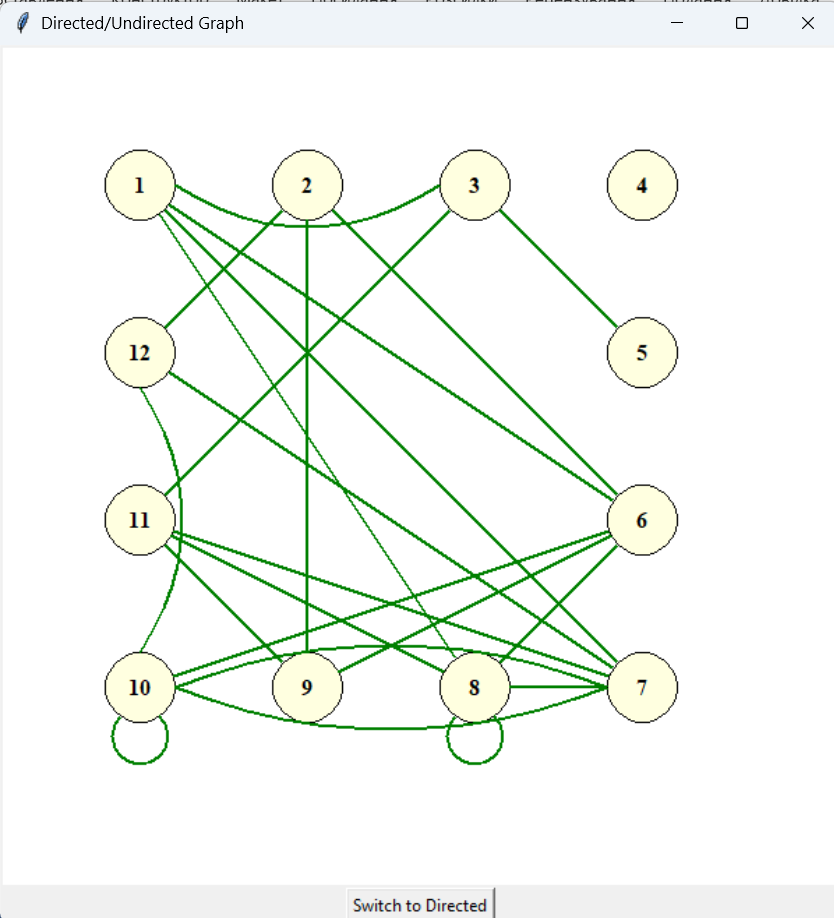 Directed/Undirected Graph
1 2 3 4
12 5
11 6
10 9 8 7
Switch to Directed